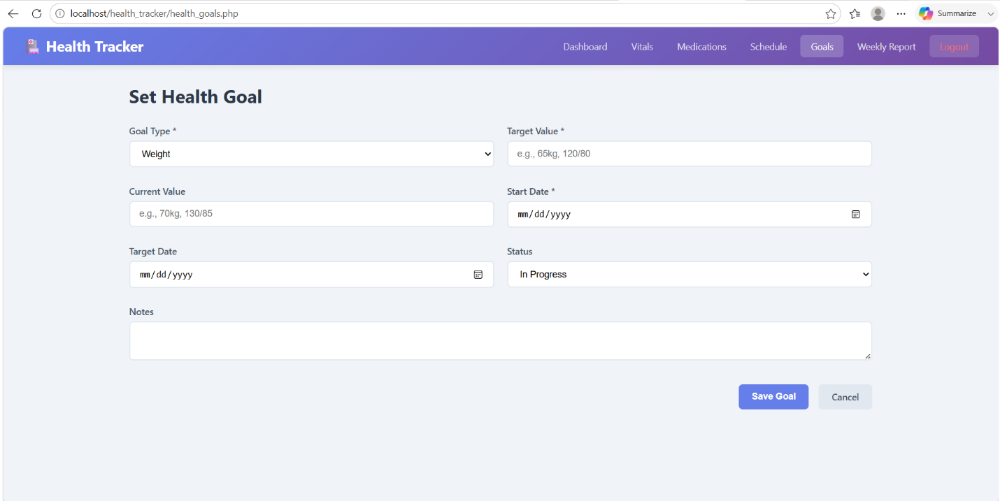 localhost/health_tracker/health_goals.php
Summarize
Health Tracker
Dashboard
Vitals
Medications
Schedule
Goals
Weekly Report
Logout
Set Health Goal
Goal Type *
Target Value *
Weight
e.g., 65kg, 120/80
Current Value
Start Date *
e.g., 70kg, 130/85
mm/dd/yyyy
Target Date
Status
mm/dd/yyyy
In Progress
Notes
Save Goal
Cancel